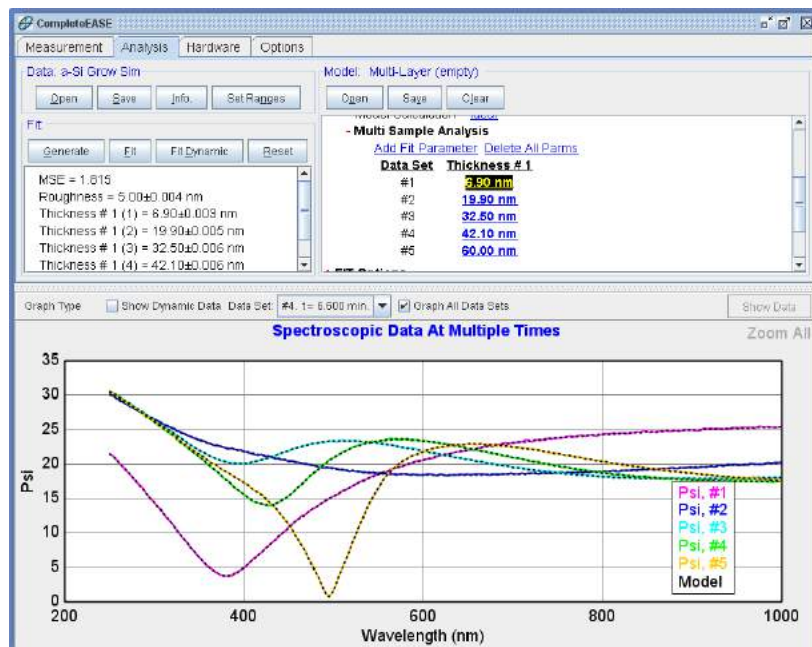 CompleteEASE
Measurement Analysis Hardware Options
Data: a-Si Grow Sim
Open Save Info. Set Ranges
Fit
Generate Fit Fit Dynamic Reset
MSE = 1.815
Roughness = 5.00±0.004 nm
Thickness # 1 (1) = 6.90±0.003 nm
Thickness # 1 (2) = 19.90±0.005 nm
Thickness # 1 (3) = 32.50±0.006 nm
Thickness # 1 (4) = 42.10±0.006 nm
Model: Multi-Layer (empty)
Open Save Clear
- Multi Sample Analysis
Add Fit Parameter Delete All Parms
Data Set Thickness # 1
#1 6.90 nm
#2 19.90 nm
#3 32.50 nm
#4 42.10 nm
#5 60.00 nm
Graph Type Show Dynamic Data Data Set: #4. 1= 6.600 min. Graph All Data Sets Show Data
Spectroscopic Data At Multiple Times
Zoom All
35
30
25
20
15
10
5
0
Psi
Psi, #1
Psi, #2
Psi, #3
Psi, #4
Psi, #5
Model
200 400 600 800 1000
Wavelength (nm)